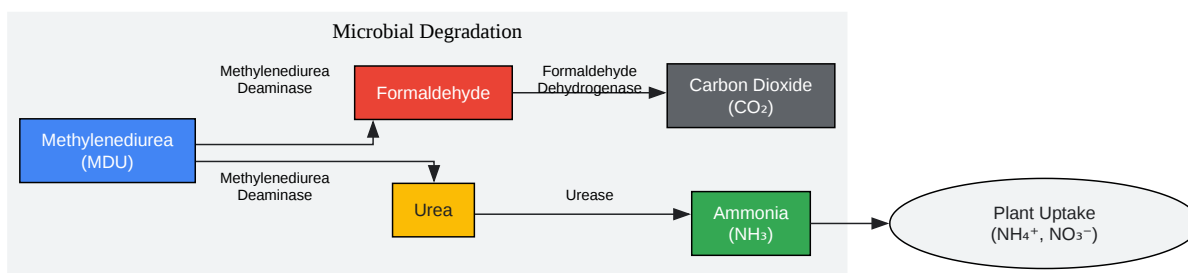 Microbial Degradation
Methylenediurea
Deaminase
Formaldehyde
Formaldehyde
Dehydrogenase
Carbon Dioxide
(CO₂)
Methylenediurea
(MDU)
Methylenediurea
Deaminase
Urea
Urease
Ammonia
(NH₃)
Plant Uptake
(NH₄⁺, NO₃⁻)